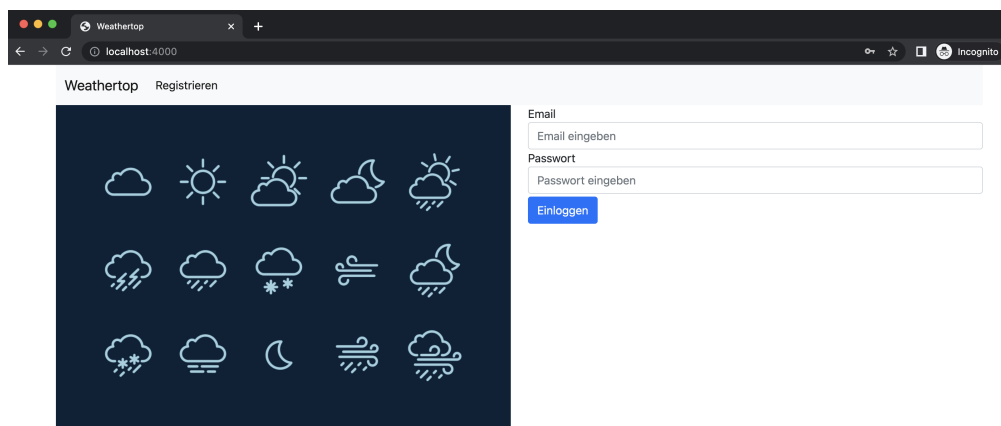 Weathertop
localhost:4000
Incognito
Weathertop Registrieren
Email
Email eingeben
Passwort
Passwort eingeben
Einloggen